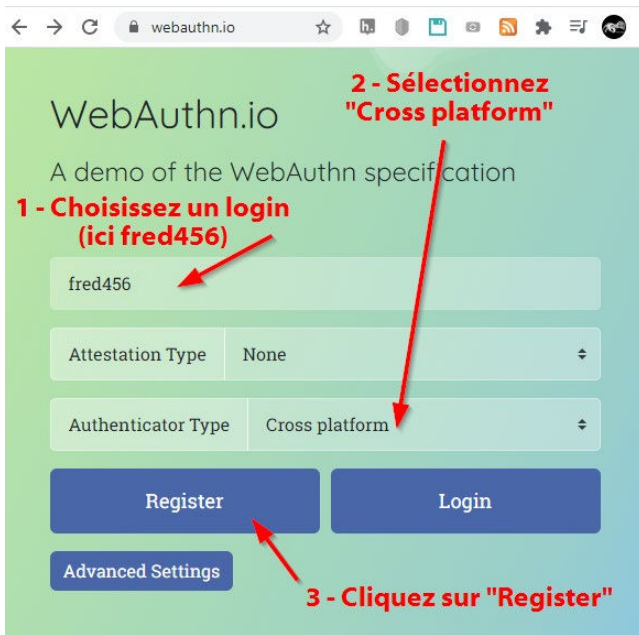 webauthn.io
h.
2 - Sélectionnez
"Cross platform"
WebAuthn.io
A demo of the WebAuthn specification
1 - Choisissez un login
(ici fred456)
fred456
Attestation Type None
Authenticator Type Cross platform
Register Login
Advanced Settings
3 - Cliquez sur "Register"